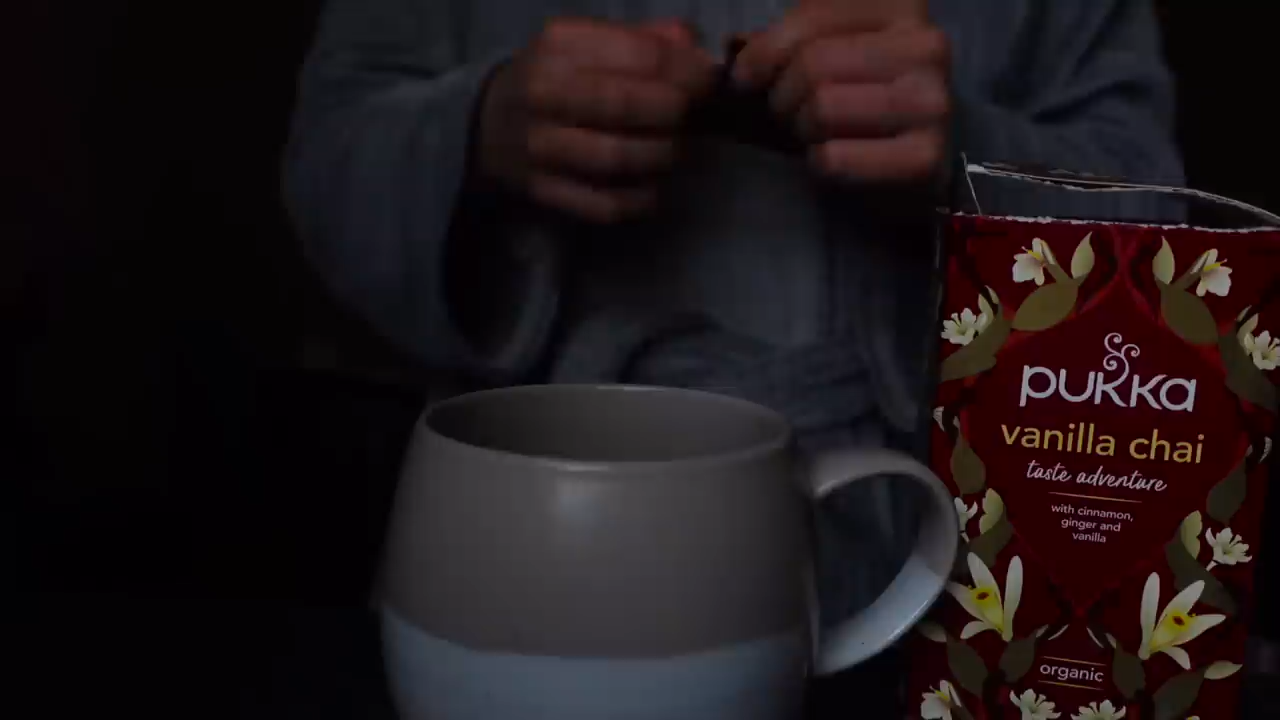 pukka
vanilla chai
taste adventure
with cinnamon,
ginger and
vanilla
organic